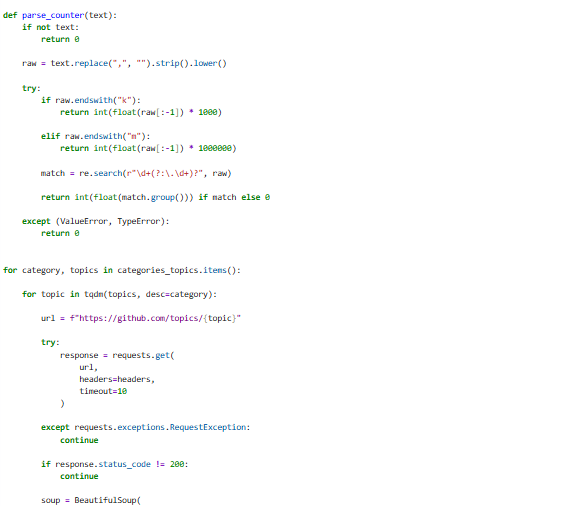 def parse_counter(text):
    if not text:
        return 0

    raw = text.replace(",", "").strip().lower()

    try:
        if raw.endswith("k"):
            return int(float(raw[:-1]) * 1000)

        elif raw.endswith("m"):
            return int(float(raw[:-1]) * 1000000)

        match = re.search(r"\d+(?:\.\d+)?", raw)

        return int(float(match.group())) if match else 0

    except (ValueError, TypeError):
        return 0


for category, topics in categories_topics.items():

    for topic in tqdm(topics, desc=category):

        url = f"https://github.com/topics/{topic}"

        try:
            response = requests.get(
                url,
                headers=headers,
                timeout=10
            )

        except requests.exceptions.RequestException:
            continue

        if response.status_code != 200:
            continue

        soup = BeautifulSoup(